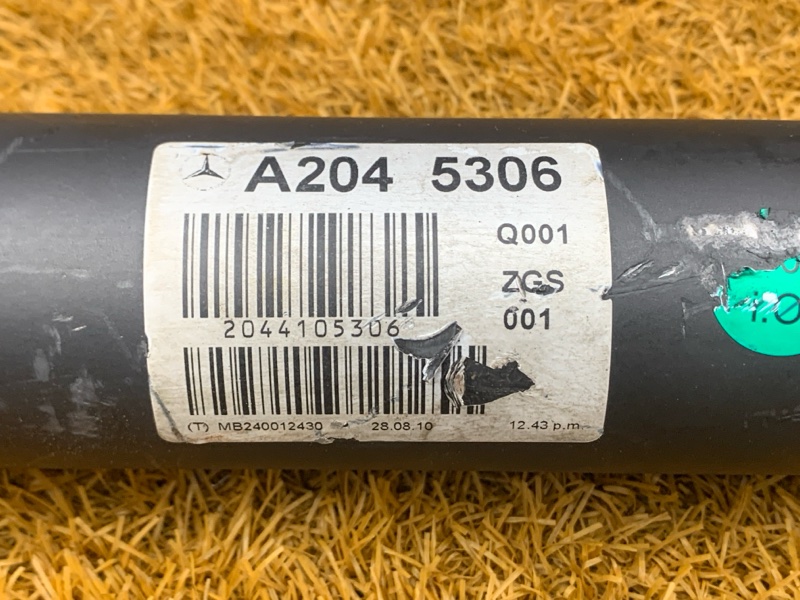 A204 5306
Q001
ZGS
001
2044105306
(T) MB240012430 28.08.10 12.43 p.m.